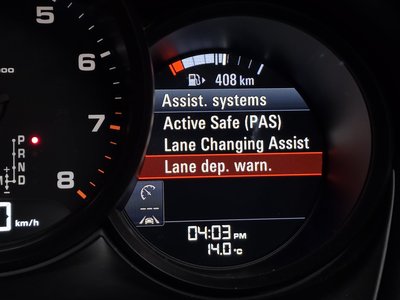 5
6
7
8
P
R
N
D
M
km/h
408 km
Assist. systems
Active Safe (PAS)
Lane Changing Assist
Lane dep. warn.
---
04:03 PM
14.0 °C